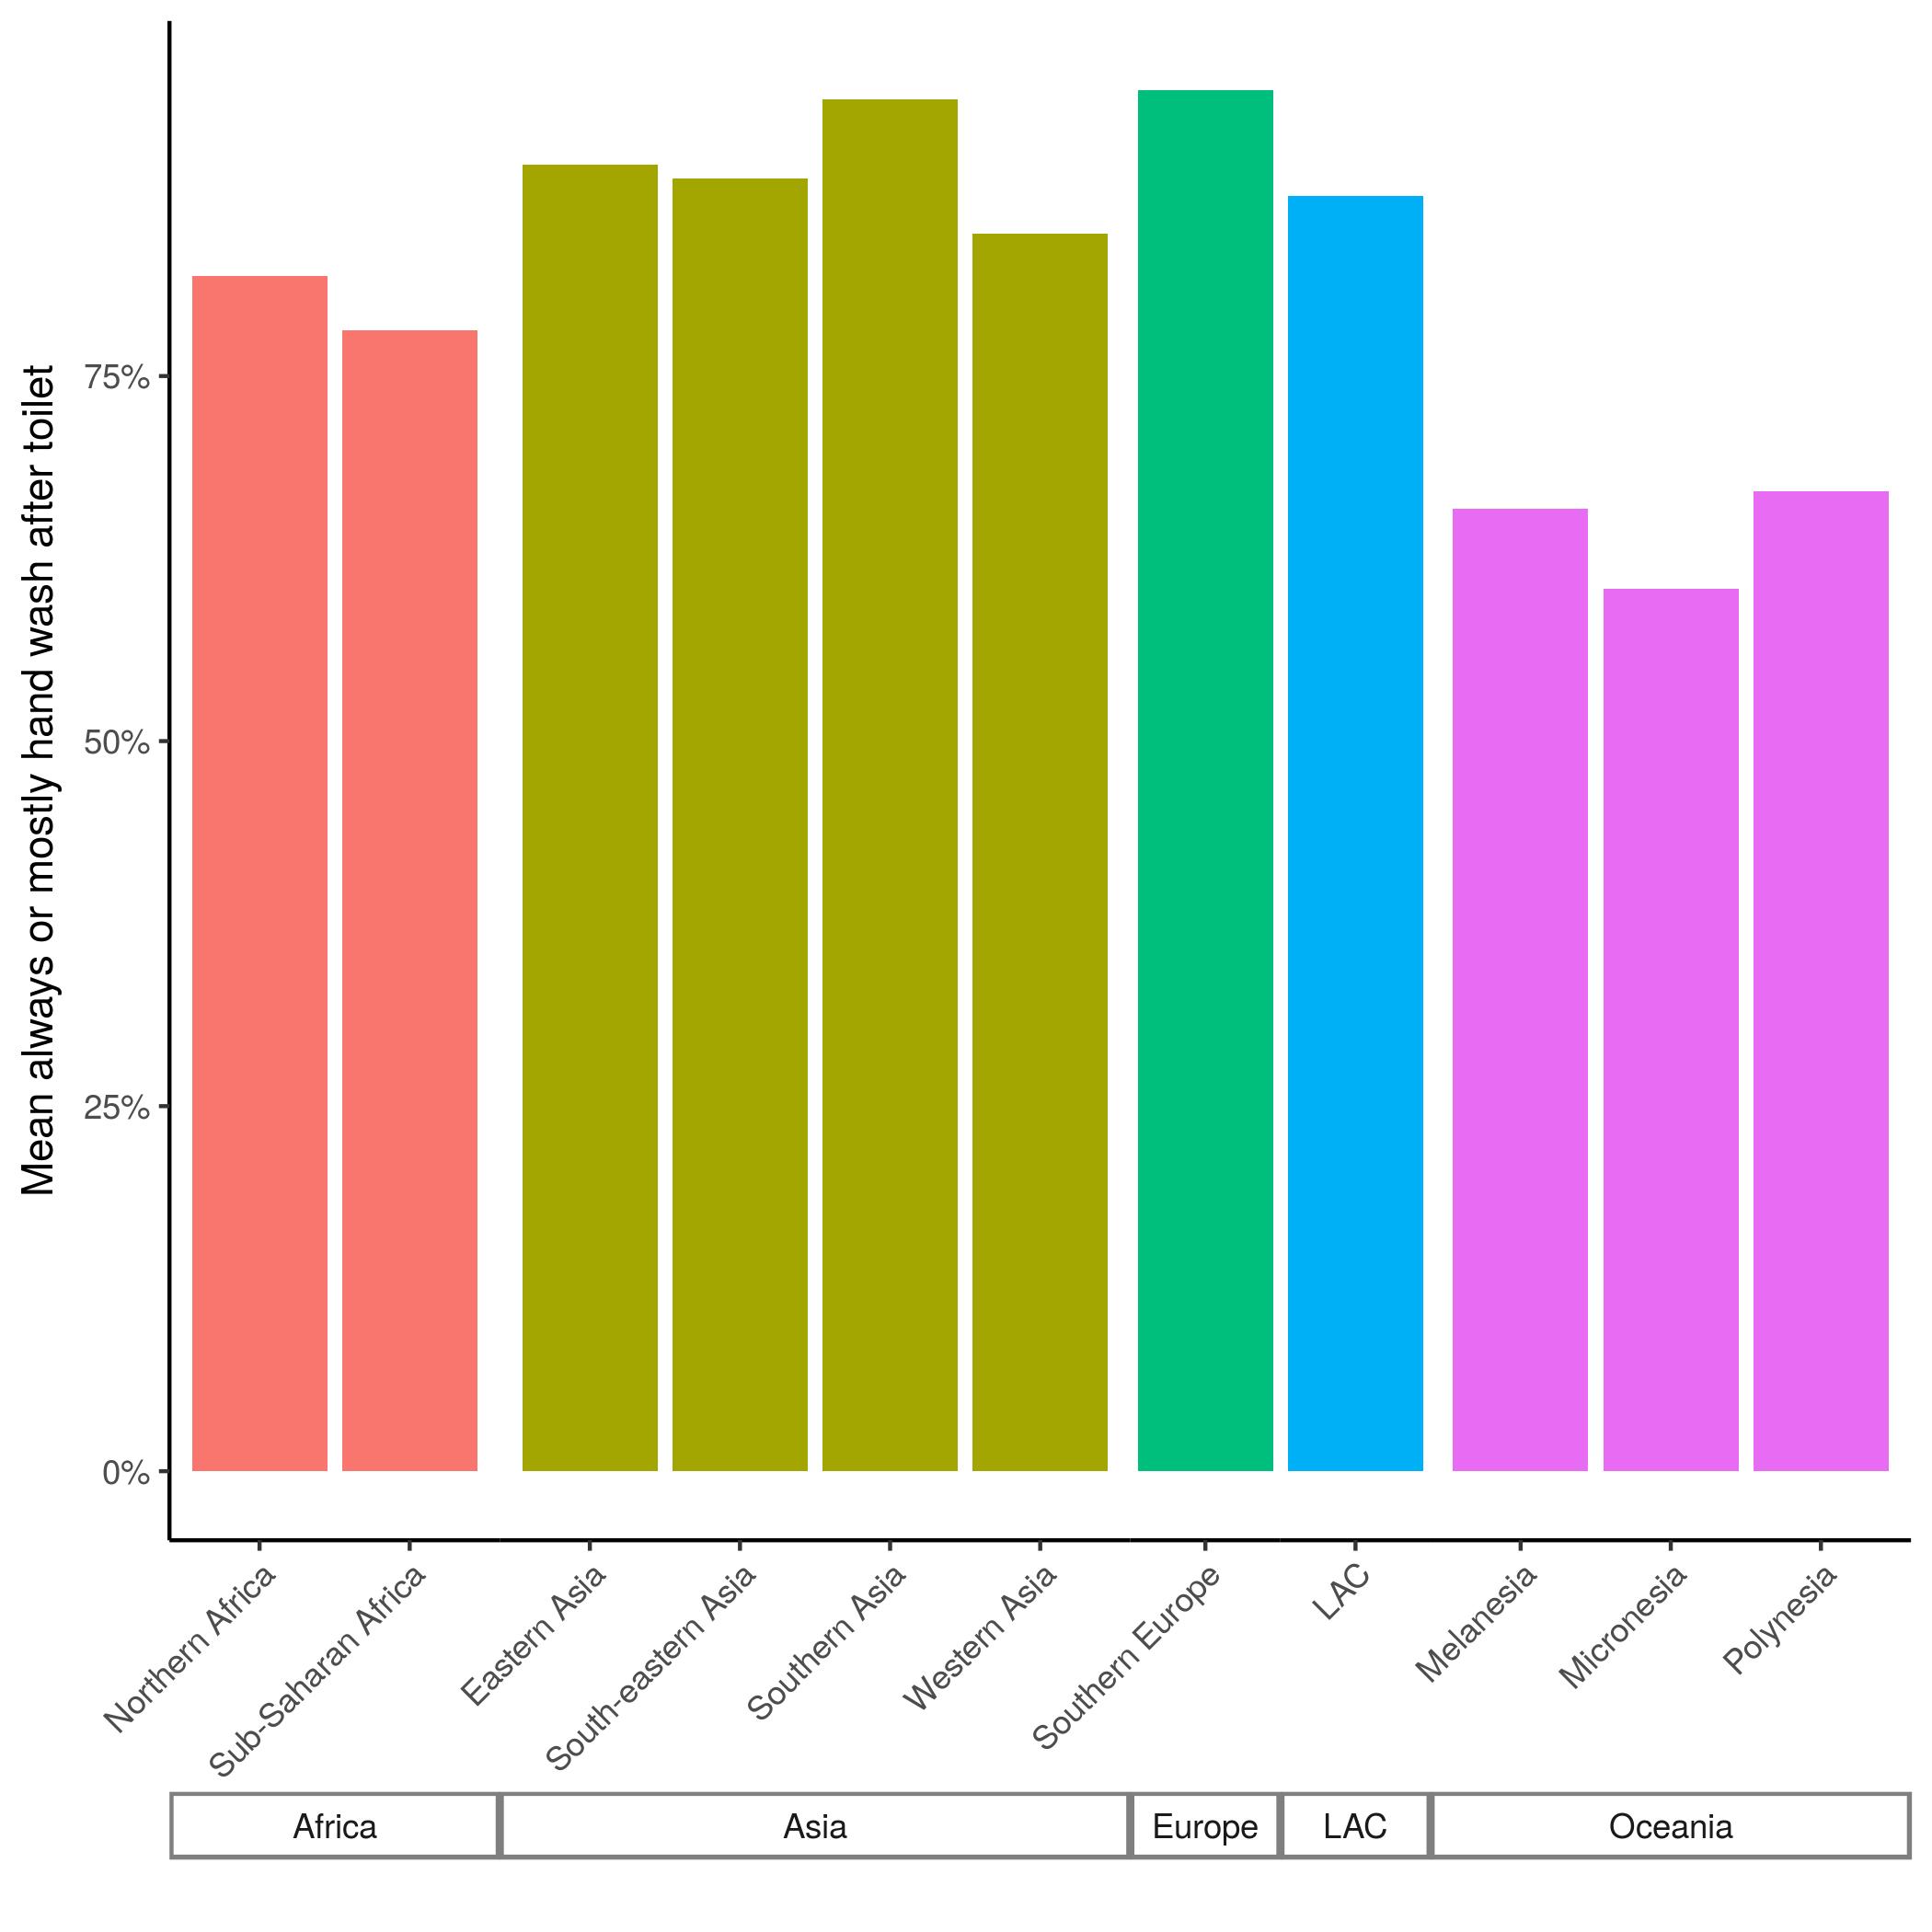 Mean always or mostly hand wash after toilet
75%
50%
25%
0%
Northern Africa
Sub-Saharan Africa
Eastern Asia
South-eastern Asia
Southern Asia
Western Asia
Southern Europe
LAC
Melanesia
Micronesia
Polynesia
Africa
Asia
Europe
LAC
Oceania